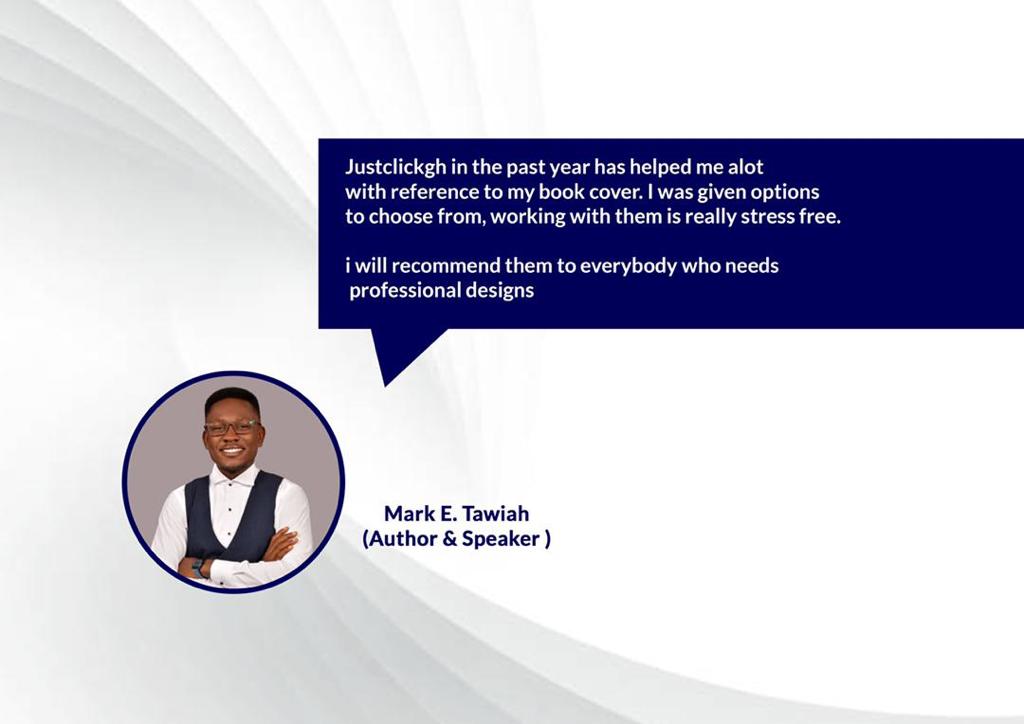 Justclickgh in the past year has helped me alot
with reference to my book cover. I was given options
to choose from, working with them is really stress free.
i will recommend them to everybody who needs
professional designs
Mark E. Tawiah
(Author & Speaker )